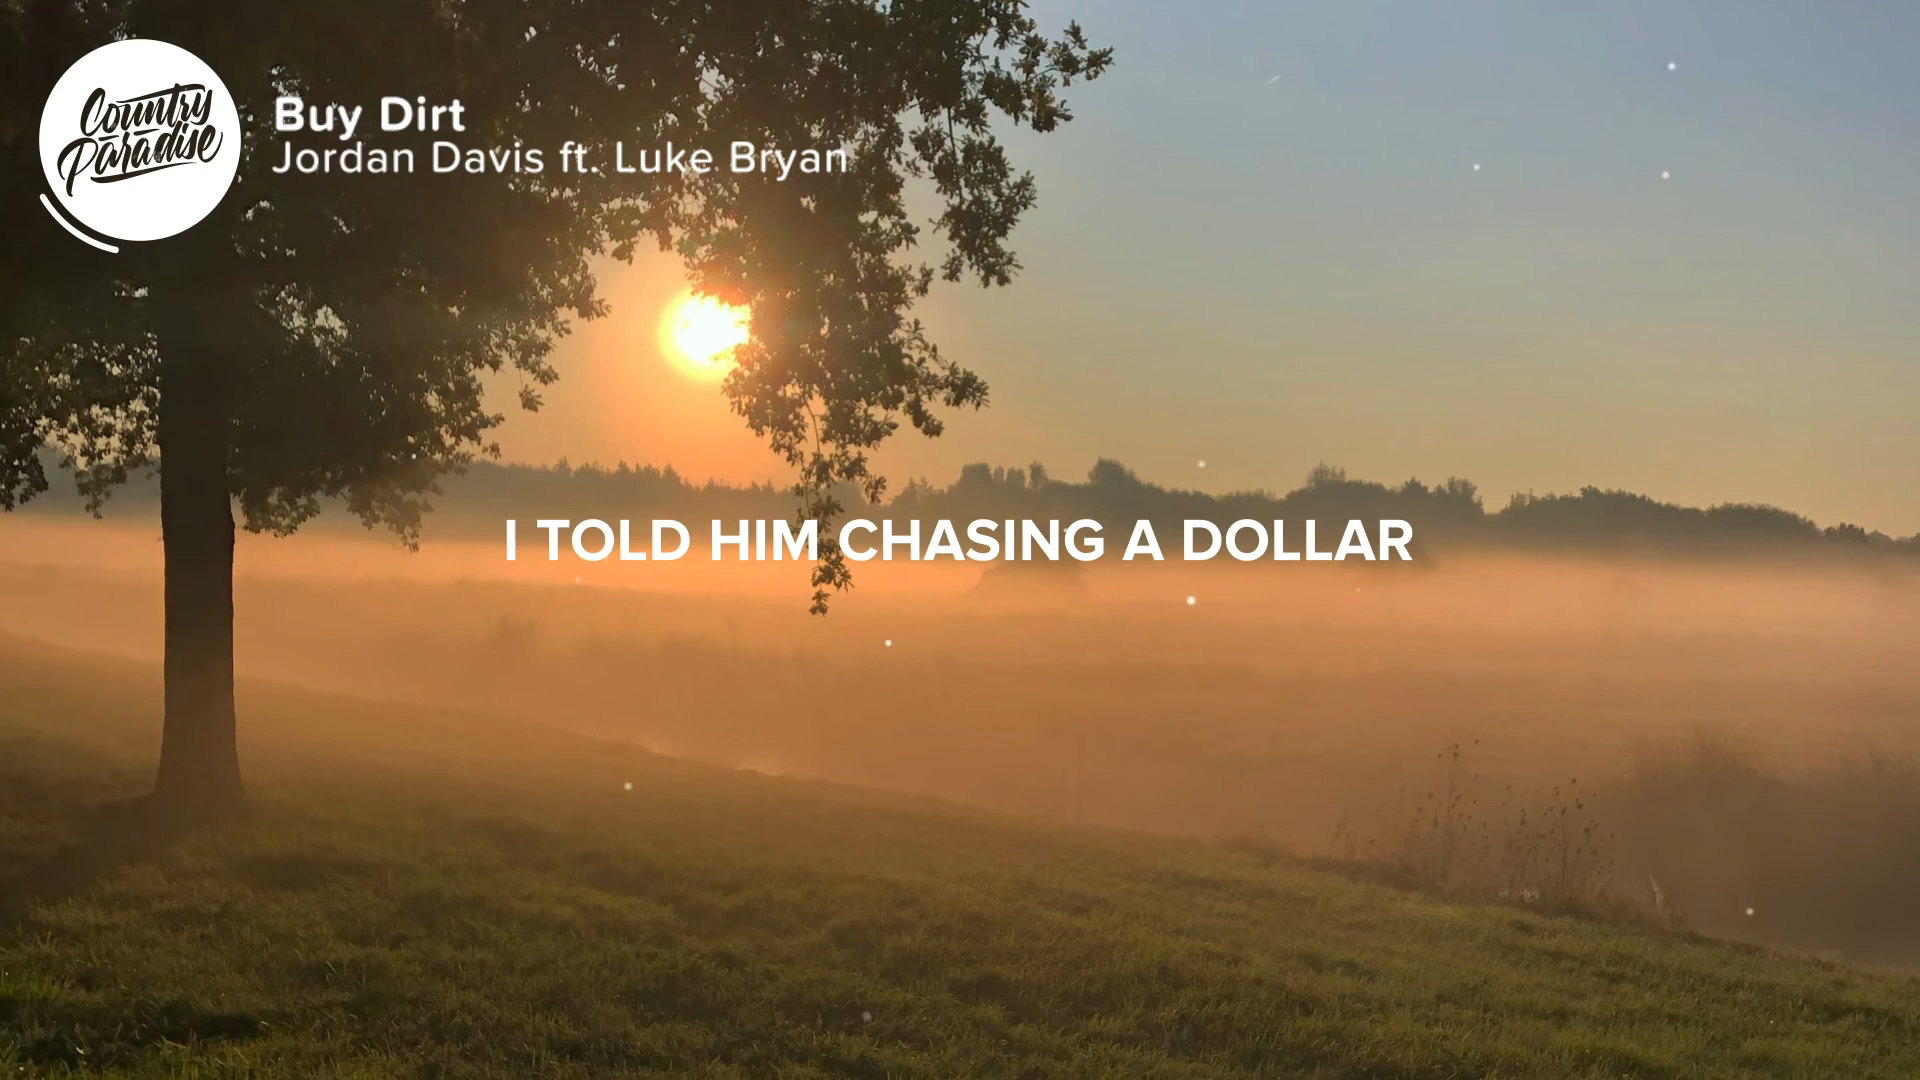 Country
Paradise
Buy Dirt
Jordan Davis ft. Luke Bryan
I TOLD HIM CHASING A DOLLAR